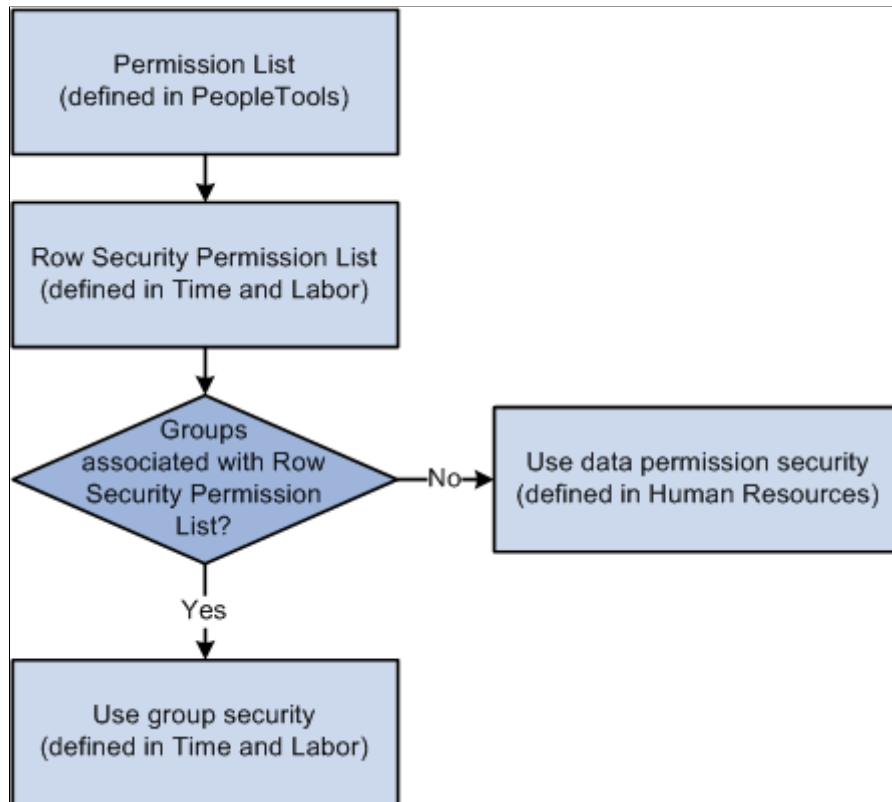 Permission List
(defined in PeopleTools)
Row Security Permission List
(defined in Time and Labor)
Groups
associated with Row
Security Permission
List?
No
Use data permission security
(defined in Human Resources)
Yes
Use group security
(defined in Time and Labor)